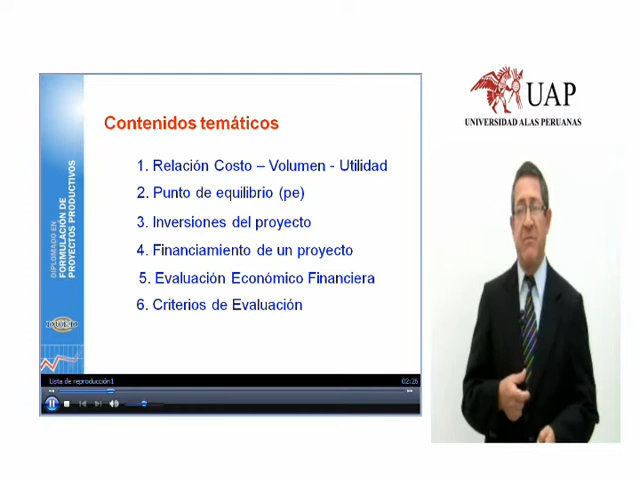 Contenidos temáticos
1. Relación Costo – Volumen - Utilidad
2. Punto de equilibrio (pe)
3. Inversiones del proyecto
4. Financiamiento de un proyecto
5. Evaluación Económico Financiera
6. Criterios de Evaluación
DIPLOMADO EN
FORMULACIÓN DE
PROYECTOS PRODUCTIVOS
Lista de reproducción1
02:26
UAP
UNIVERSIDAD ALAS PERUANAS